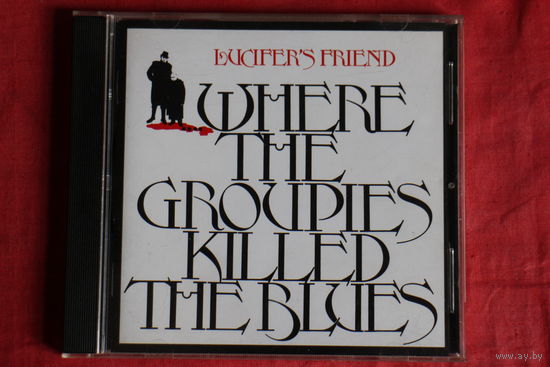 LUCIFER'S FRIEND
WHERE
THE
GROUPIES
KILLED
THE BLUES
www.ay.by